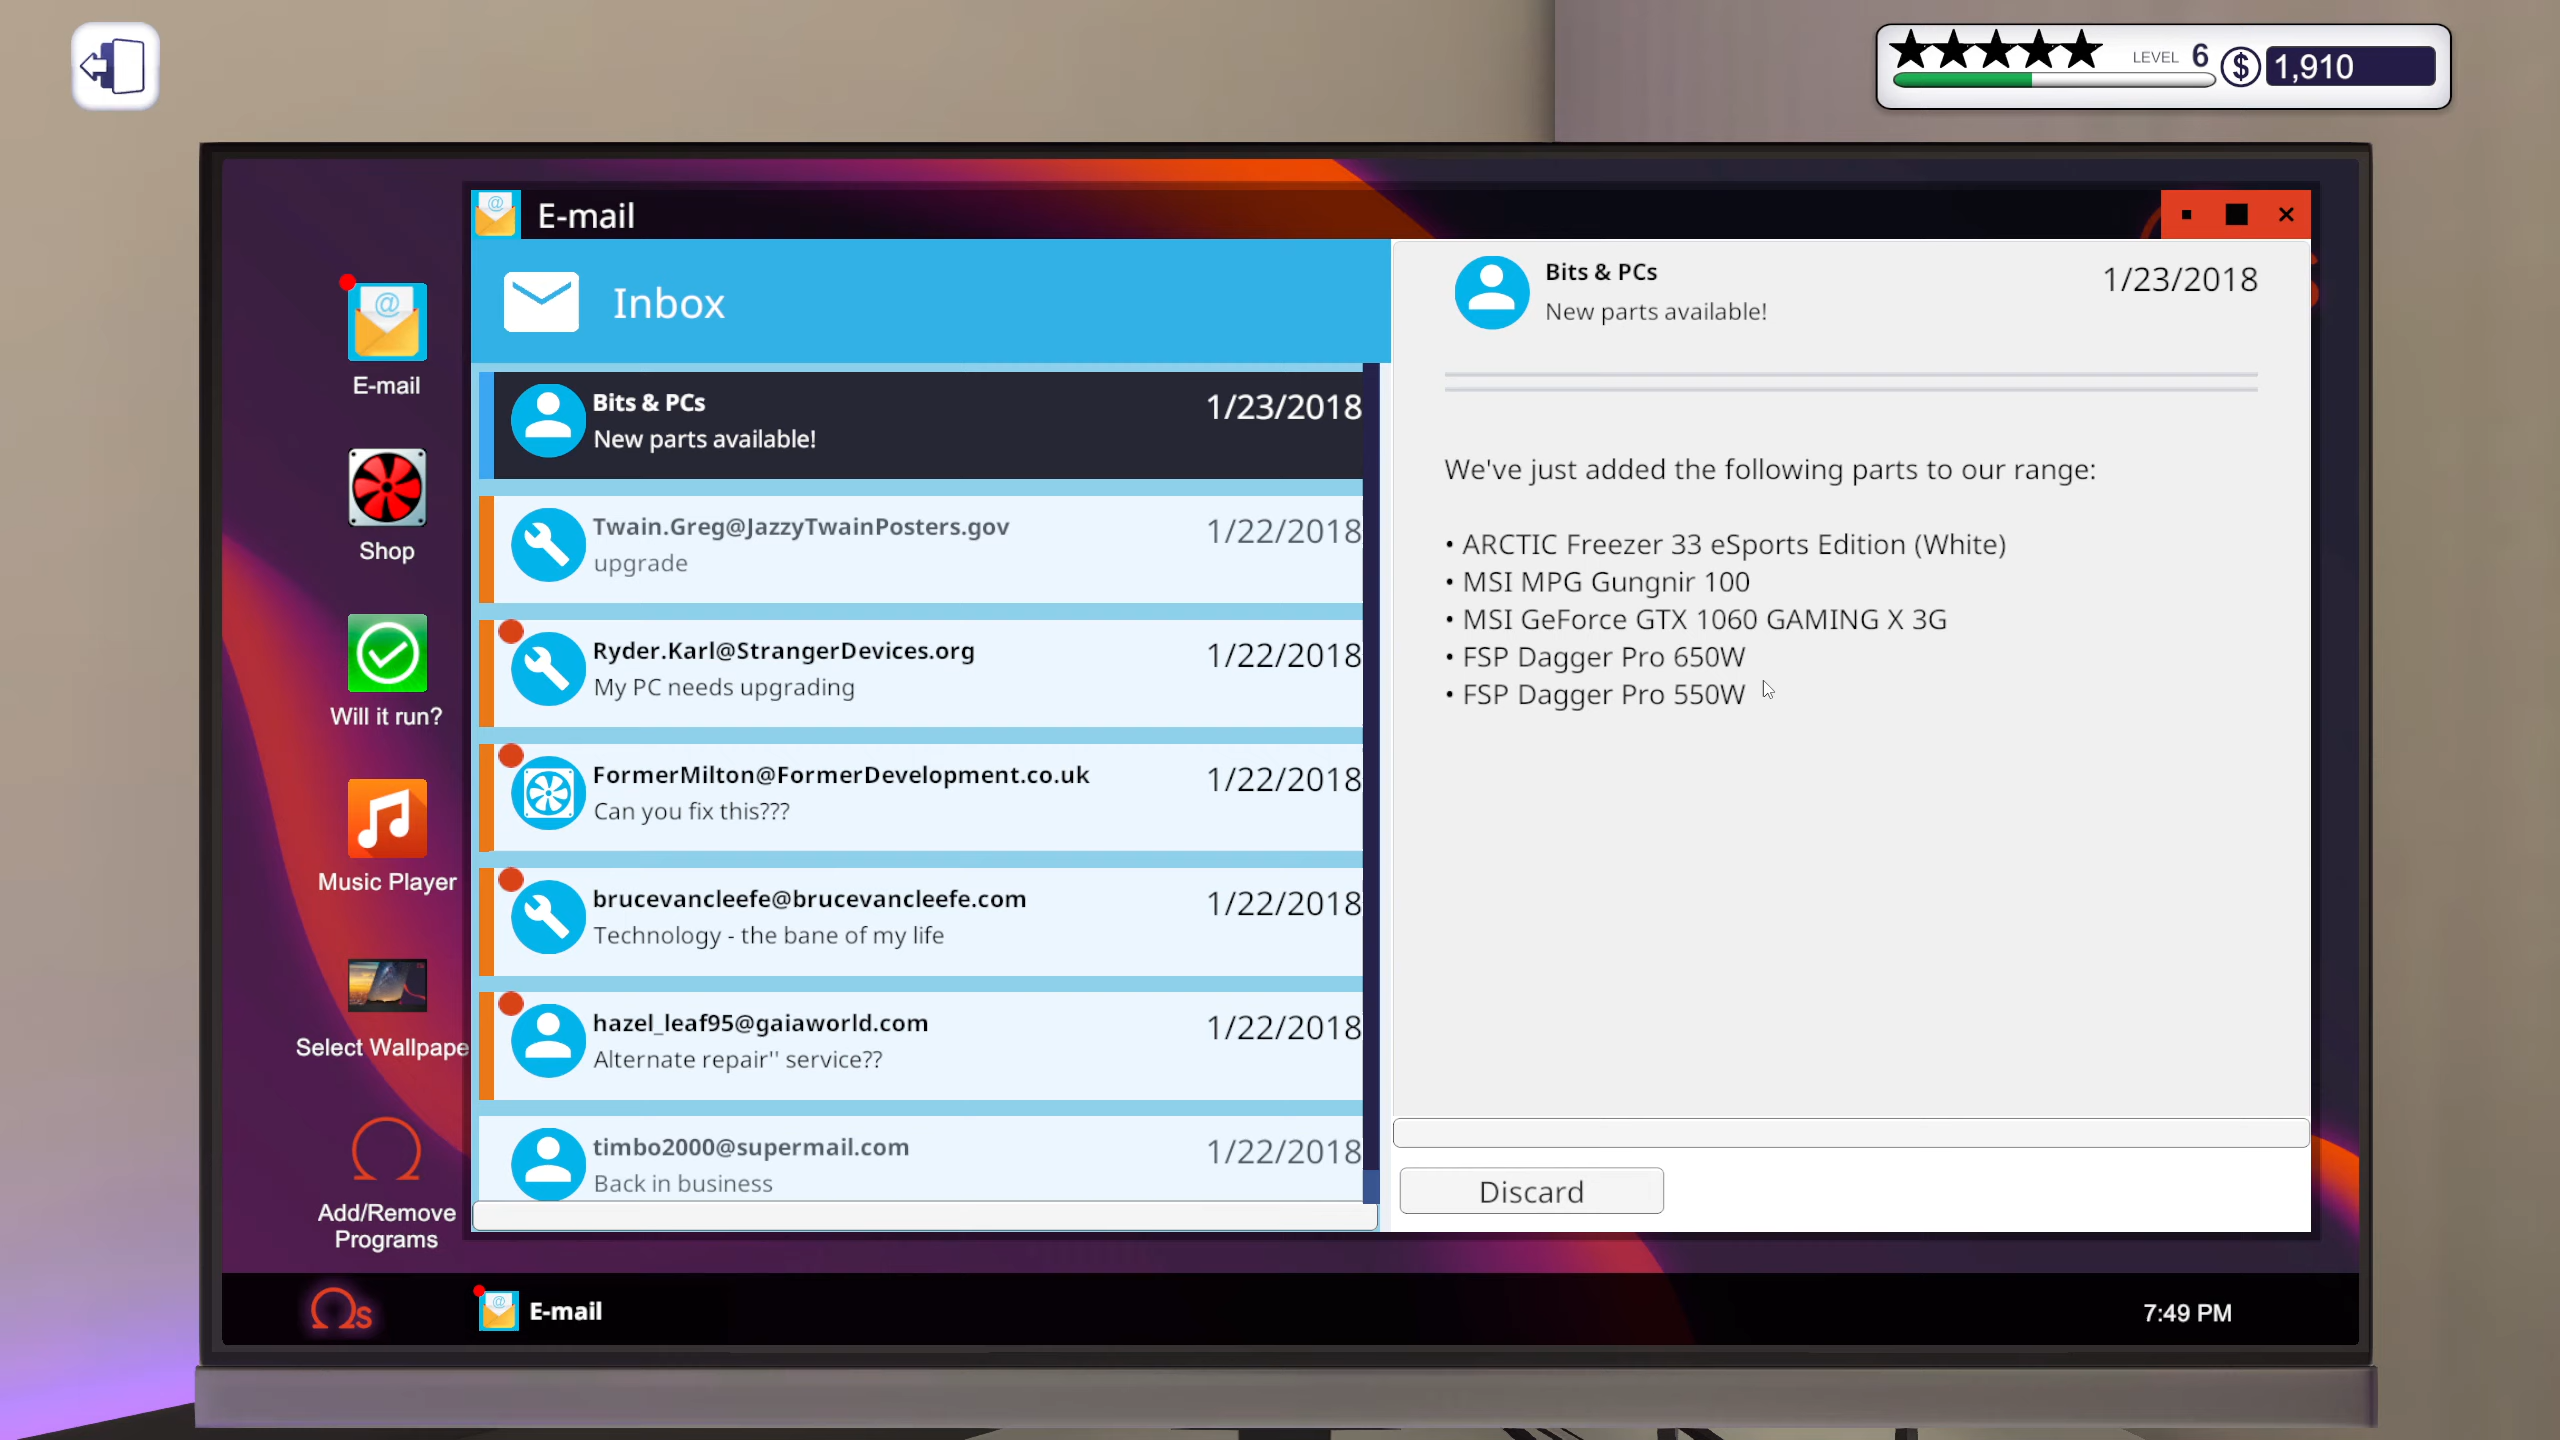 LEVEL 6
$ 1,910
E-mail
Inbox
Bits & PCs
1/23/2018
New parts available!
Twain.Greg@JazzyTwainPosters.gov
1/22/2018
upgrade
Ryder.Karl@StrangerDevices.org
1/22/2018
My PC needs upgrading
FormerMilton@FormerDevelopment.co.uk
1/22/2018
Can you fix this???
brucevancleefe@brucevancleefe.com
1/22/2018
Technology - the bane of my life
hazel_leaf95@gaiaworld.com
1/22/2018
Alternate repair'' service??
timbo2000@supermail.com
1/22/2018
Back in business
Bits & PCs
1/23/2018
New parts available!
We've just added the following parts to our range:
• ARCTIC Freezer 33 eSports Edition (White)
• MSI MPG Gungnir 100
• MSI GeForce GTX 1060 GAMING X 3G
• FSP Dagger Pro 650W
• FSP Dagger Pro 550W
Discard
E-mail
Shop
Will it run?
Music Player
Select Wallpape
Add/Remove
Programs
Ωs
E-mail
7:49 PM